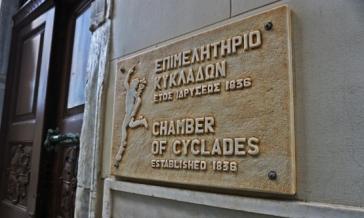 ΕΠΙΜΕΛΗΤΗΡΙΟ
ΚΥΚΛΑΔΩΝ
ΕΤΟΣ ΙΔΡΥΣΕΩΣ 1836
CHAMBER
OF CYCLADES
ESTABLISHED 1836